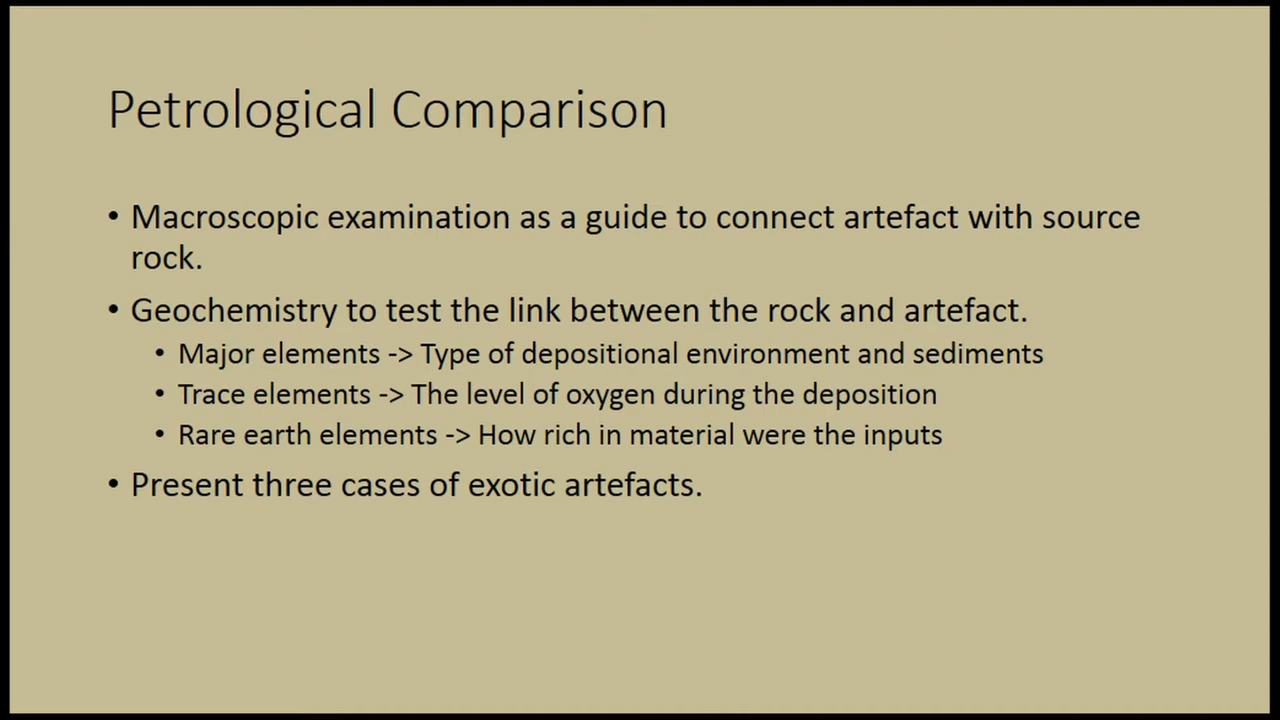 Petrological Comparison
• Macroscopic examination as a guide to connect artefact with source
rock.
• Geochemistry to test the link between the rock and artefact.
• Major elements -> Type of depositional environment and sediments
• Trace elements -> The level of oxygen during the deposition
• Rare earth elements -> How rich in material were the inputs
• Present three cases of exotic artefacts.